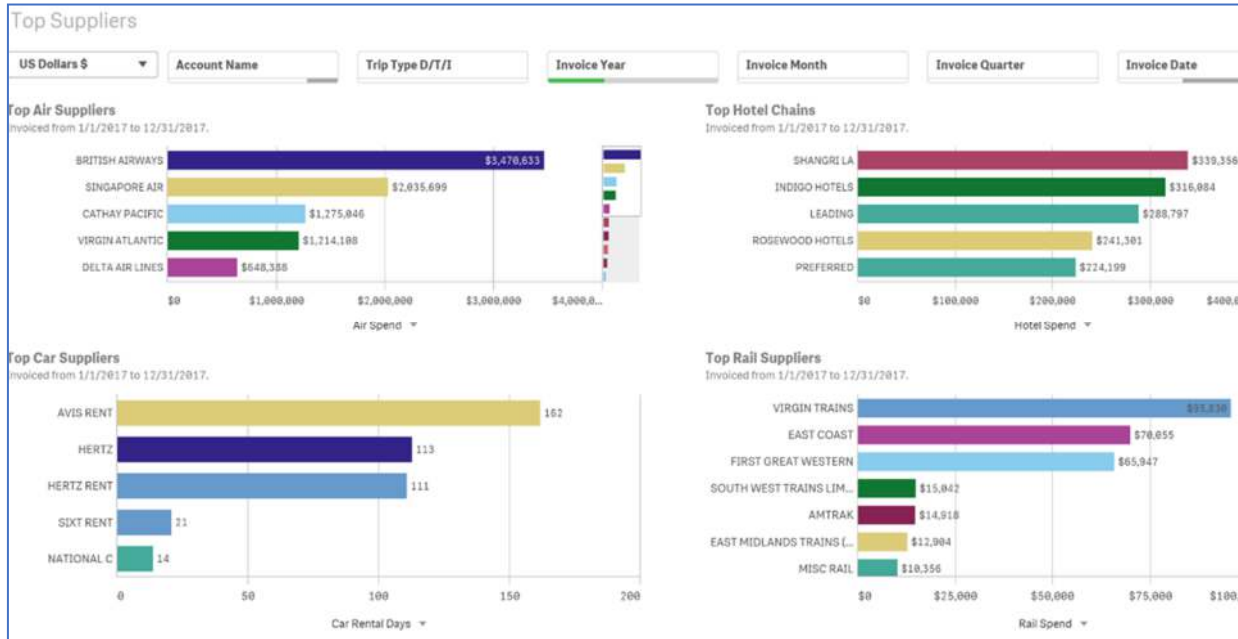 Top Suppliers
US Dollars $ Account Name Trip Type D/T/I Invoice Year Invoice Month Invoice Quarter Invoice Date
Top Air Suppliers
Invoiced from 1/1/2017 to 12/31/2017.
BRITISH AIRWAYS $3,470,633
SINGAPORE AIR $2,035,699
CATHAY PACIFIC $1,275,046
VIRGIN ATLANTIC $1,214,108
DELTA AIR LINES $648,388
$0 $1,000,000 $2,000,000 $3,000,000 $4,000,0...
Air Spend
Top Hotel Chains
Invoiced from 1/1/2017 to 12/31/2017.
SHANGRI LA $339,356
INDIGO HOTELS $316,084
LEADING $288,797
ROSEWOOD HOTELS $241,301
PREFERRED $224,199
$0 $100,000 $200,000 $300,000 $400,0
Hotel Spend
Top Car Suppliers
Invoiced from 1/1/2017 to 12/31/2017.
AVIS RENT 162
HERTZ 113
HERTZ RENT 111
SIXT RENT 21
NATIONAL C 14
0 50 100 150 200
Car Rental Days
Top Rail Suppliers
Invoiced from 1/1/2017 to 12/31/2017.
VIRGIN TRAINS
EAST COAST $70,055
FIRST GREAT WESTERN $65,947
SOUTH WEST TRAINS LIM... $15,042
AMTRAK $14,918
EAST MIDLANDS TRAINS (... $12,904
MISC RAIL $10,356
$0 $25,000 $50,000 $75,000 $100,
Rail Spend